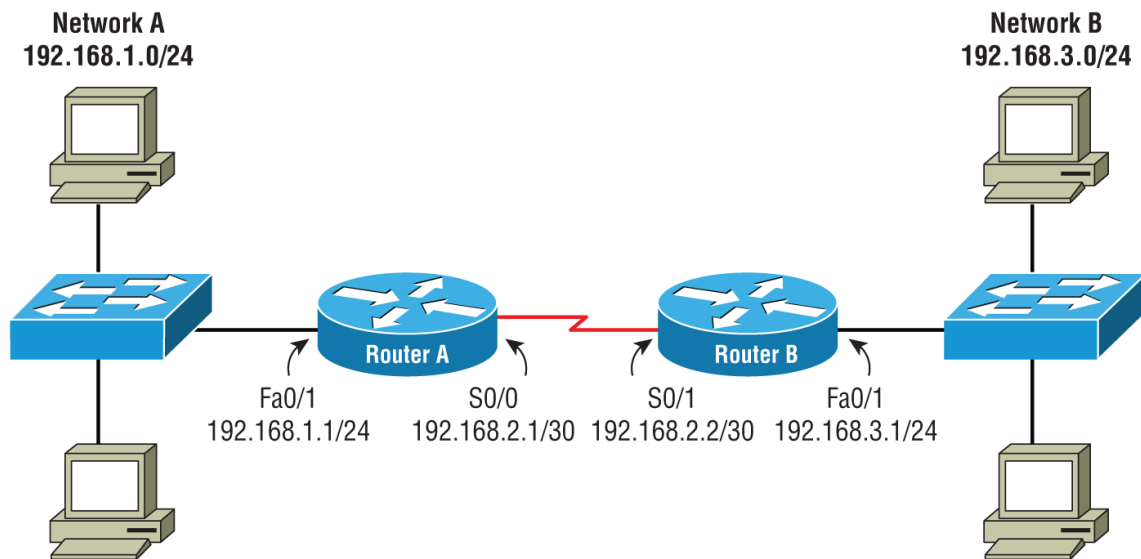 Network A
192.168.1.0/24
Network B
192.168.3.0/24
Router A
Router B
Fa0/1
192.168.1.1/24
S0/0
192.168.2.1/30
S0/1
192.168.2.2/30
Fa0/1
192.168.3.1/24